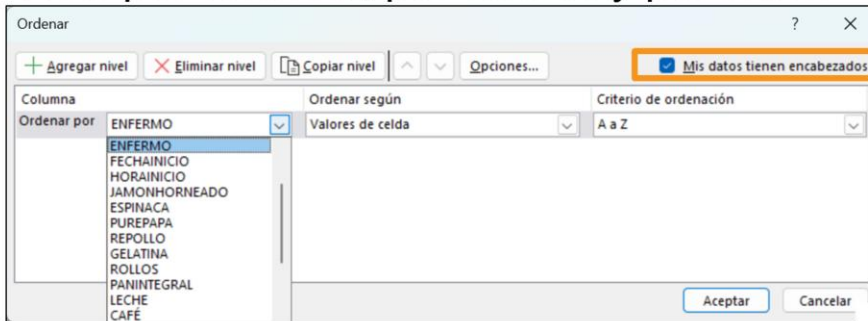 Ordenar ? X
Agregar nivel Eliminar nivel Copiar nivel Opciones... Mis datos tienen encabezados
Columna Ordenar según Criterio de ordenación
Ordenar por ENFERMO Valores de celda A a Z
ENFERMO
FECHAINICIO
HORAINICIO
JAMONHORNEADO
ESPINACA
PUREPAPA
REPOLLO
GELATINA
ROLLOS
PANINTEGRAL
LECHE
CAFÉ
Aceptar Cancelar